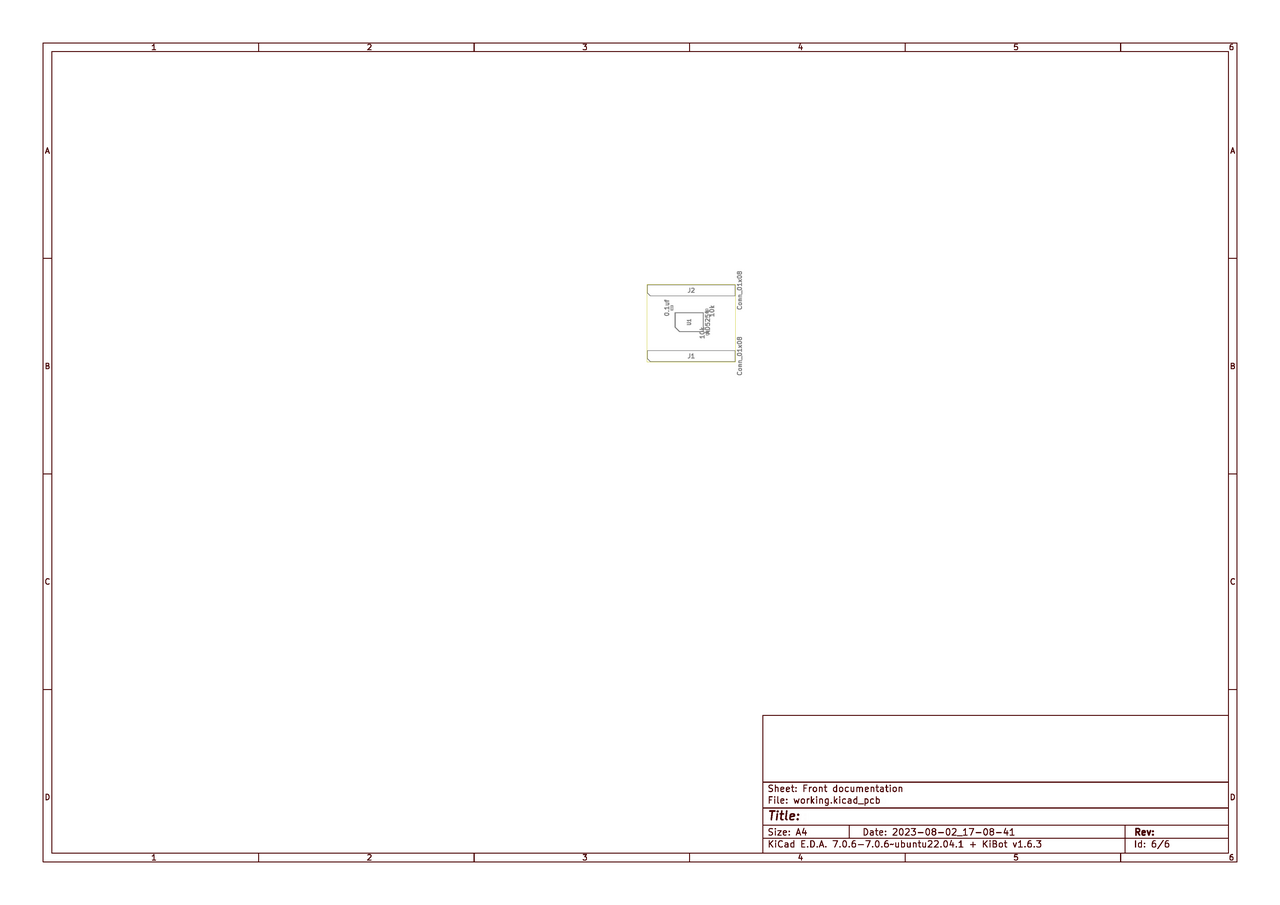 1 2 3 4 5 6
A A
Conn_01x08
J2
0.1uf
10k
U1
10k
B B
Conn_01x08
J1
C C
D D
Sheet: Front documentation
File: working.kicad_pcb
Title:
Size: A4 Date: 2023-08-02_17-08-41 Rev:
KiCad E.D.A. 7.0.6-7.0.6~ubuntu22.04.1 + KiBot v1.6.3 Id: 6/6
1 2 3 4 5 6